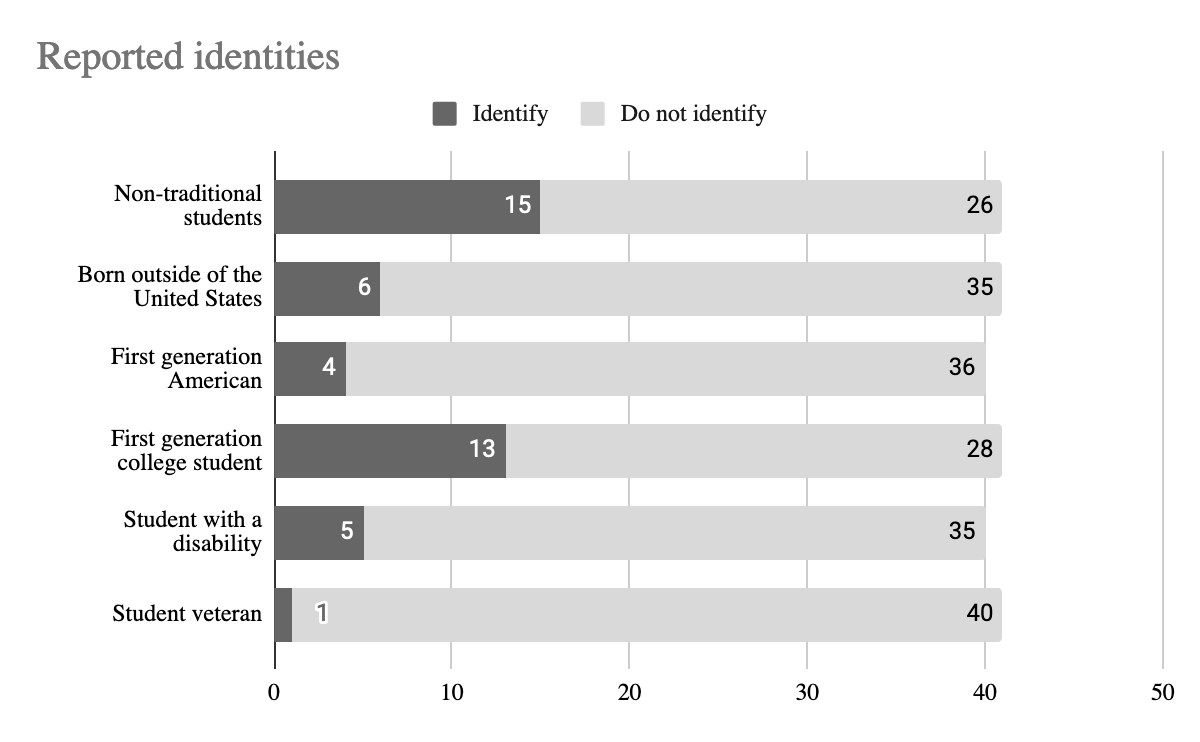 Reported identities
Identify Do not identify
Non-traditional
students
15 26
Born outside of the
United States
6 35
First generation
American
4 36
First generation
college student
13 28
Student with a
disability
5 35
Student veteran
1 40
0 10 20 30 40 50